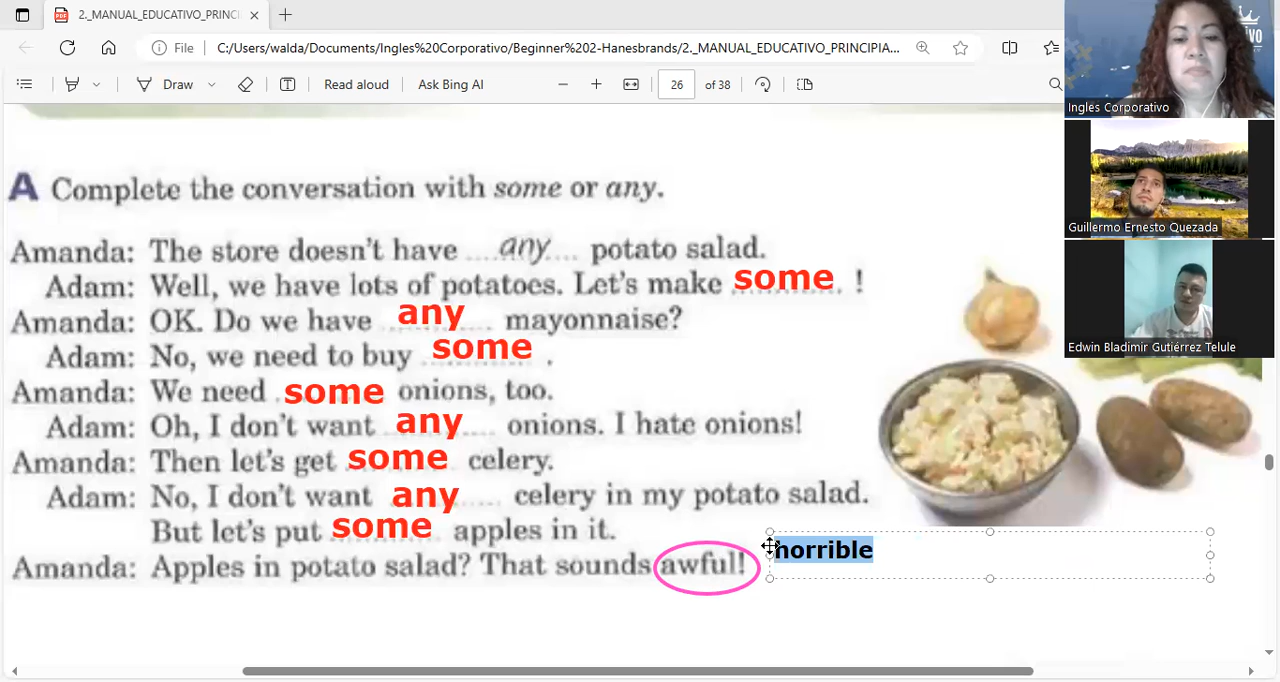 2._MANUAL_EDUCATIVO_PRINCI
File C:/Users/walda/Documents/Ingles%20Corporativo/Beginner%202-Hanesbrands/2._MANUAL_EDUCATIVO_PRINCIPIA...
Draw Read aloud Ask Bing AI 26 of 38
Inglés Corporativo
Guillermo Ernesto Quezada
Edwin Bladimir Gutiérrez Telule
A Complete the conversation with some or any.
Amanda: The store doesn't have any potato salad.
Adam: Well, we have lots of potatoes. Let's make some !
Amanda: OK. Do we have any mayonnaise?
Adam: No, we need to buy some .
Amanda: We need some onions, too.
Adam: Oh, I don't want any onions. I hate onions!
Amanda: Then let's get some celery.
Adam: No, I don't want any celery in my potato salad.
But let's put some apples in it.
Amanda: Apples in potato salad? That sounds awful!
horrible